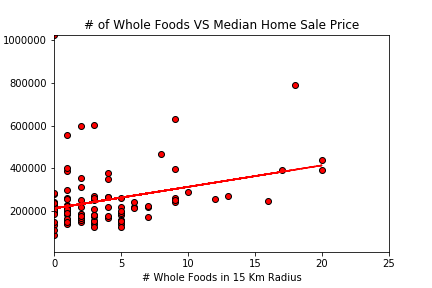 # of Whole Foods VS Median Home Sale Price
1000000
800000
600000
400000
200000
0 5 10 15 20 25
# Whole Foods in 15 Km Radius